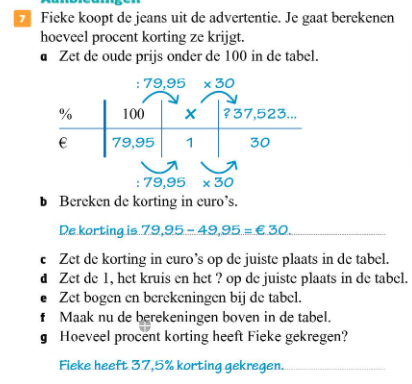 7 Fieke koopt de jeans uit de advertentie. Je gaat berekenen
hoeveel procent korting ze krijgt.
a Zet de oude prijs onder de 100 in de tabel.
: 79,95 × 30
% 100 × ? 37,523...
€ 79,95 1 30
: 79,95 × 30
b Bereken de korting in euro's.
De korting is 79,95 – 49,95 = € 30.
c Zet de korting in euro's op de juiste plaats in de tabel.
d Zet de 1, het kruis en het ? op de juiste plaats in de tabel.
e Zet bogen en berekeningen bij de tabel.
f Maak nu de berekeningen boven in de tabel.
g Hoeveel procent korting heeft Fieke gekregen?
Fieke heeft 37,5% korting gekregen.